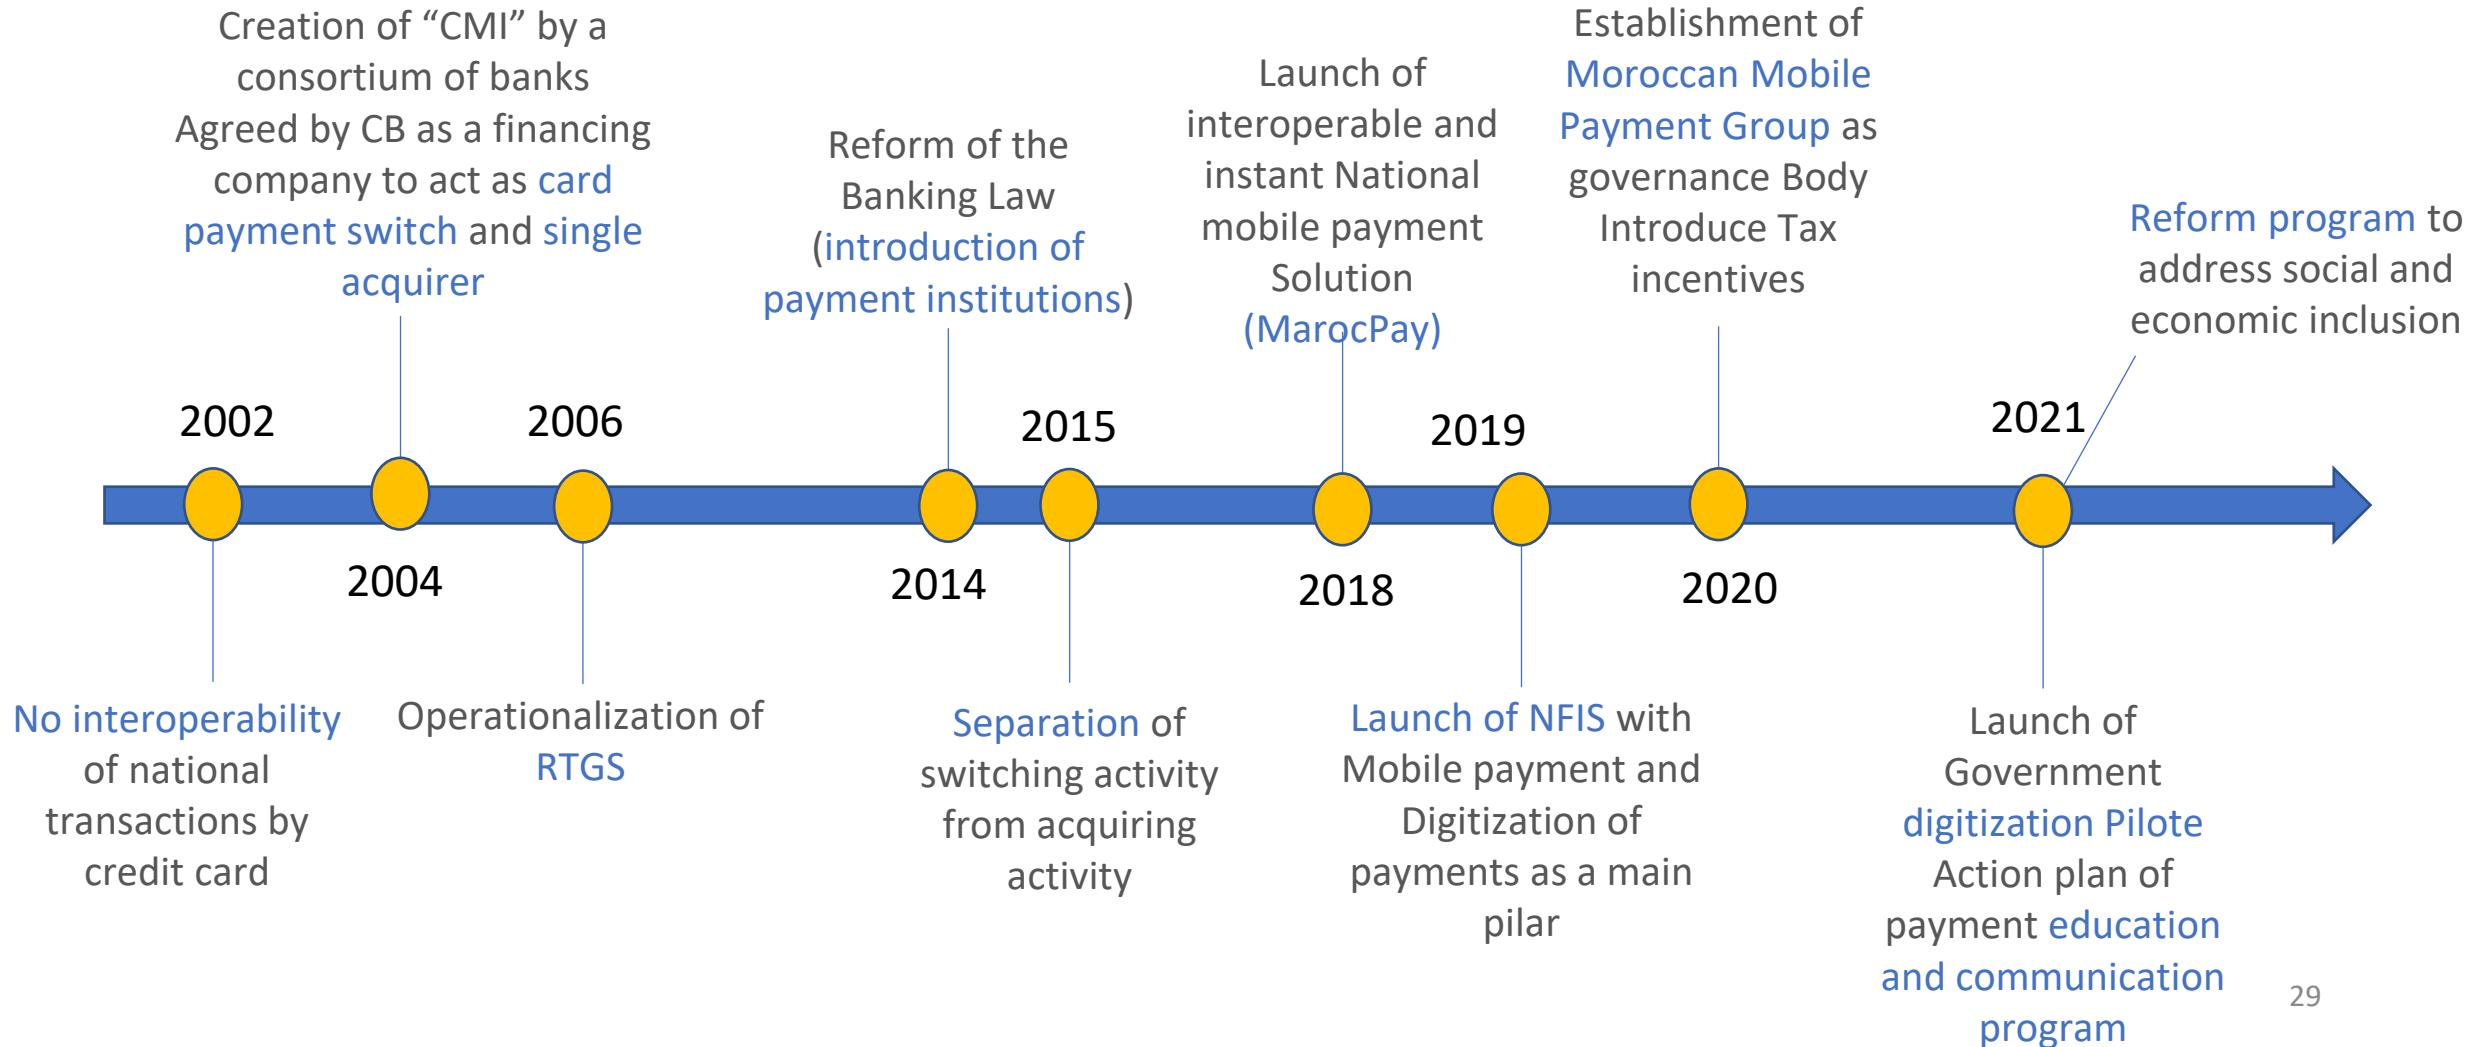 Creation of “CMI” by a
consortium of banks
Agreed by CB as a financing
company to act as card
payment switch and single
acquirer
Reform of the
Banking Law
(introduction of
payment institutions)
Launch of
interoperable and
instant National
mobile payment
Solution
(MarocPay)
Establishment of
Moroccan Mobile
Payment Group as
governance Body
Introduce Tax
incentives
Reform program to
address social and
economic inclusion
2002
2006
2015
2019
2021
2004
2014
2018
2020
No interoperability
of national
transactions by
credit card
Operationalization of
RTGS
Separation of
switching activity
from acquiring
activity
Launch of NFIS with
Mobile payment and
Digitization of
payments as a main
pilar
Launch of
Government
digitization Pilote
Action plan of
payment education
and communication
program
29